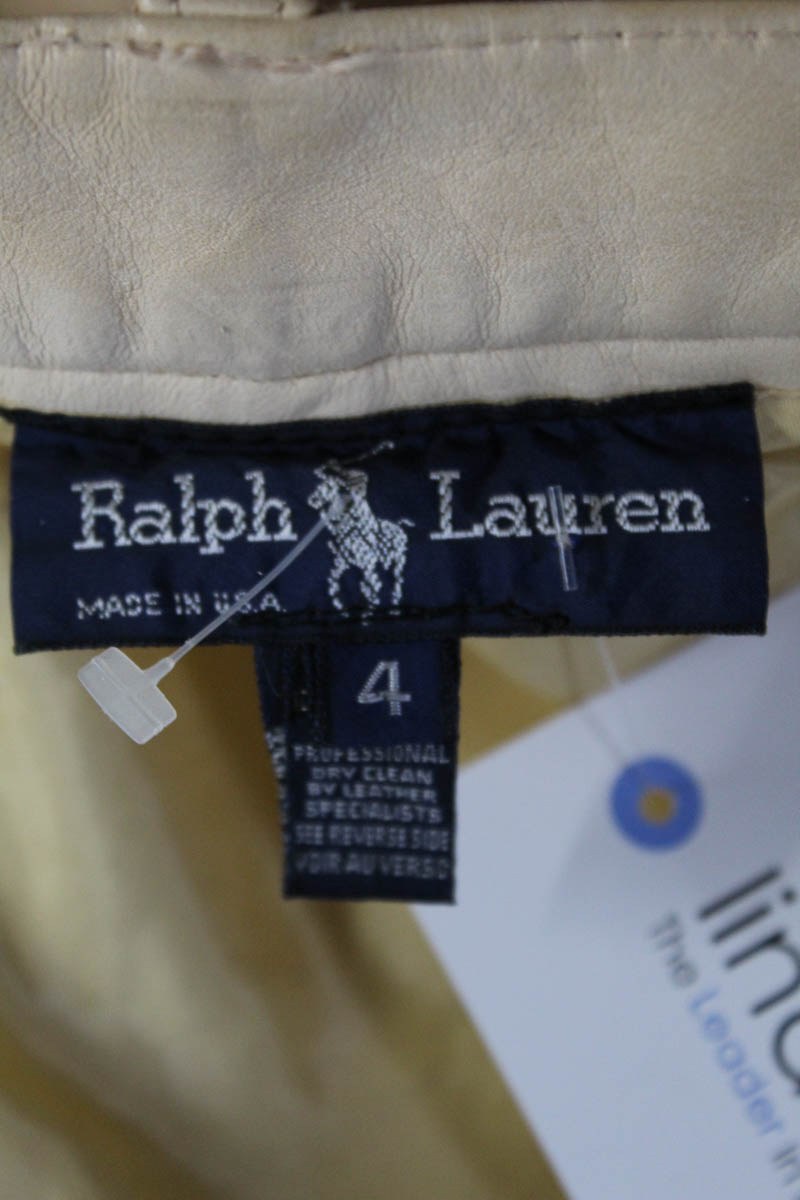 Ralph Lauren
MADE IN U.S.A.
4
PROFESSIONAL
DRY CLEAN
BY LEATHER
SPECIALISTS
SEE REVERSE SIDE
VOIR AU VERSO
lin
The Leader in